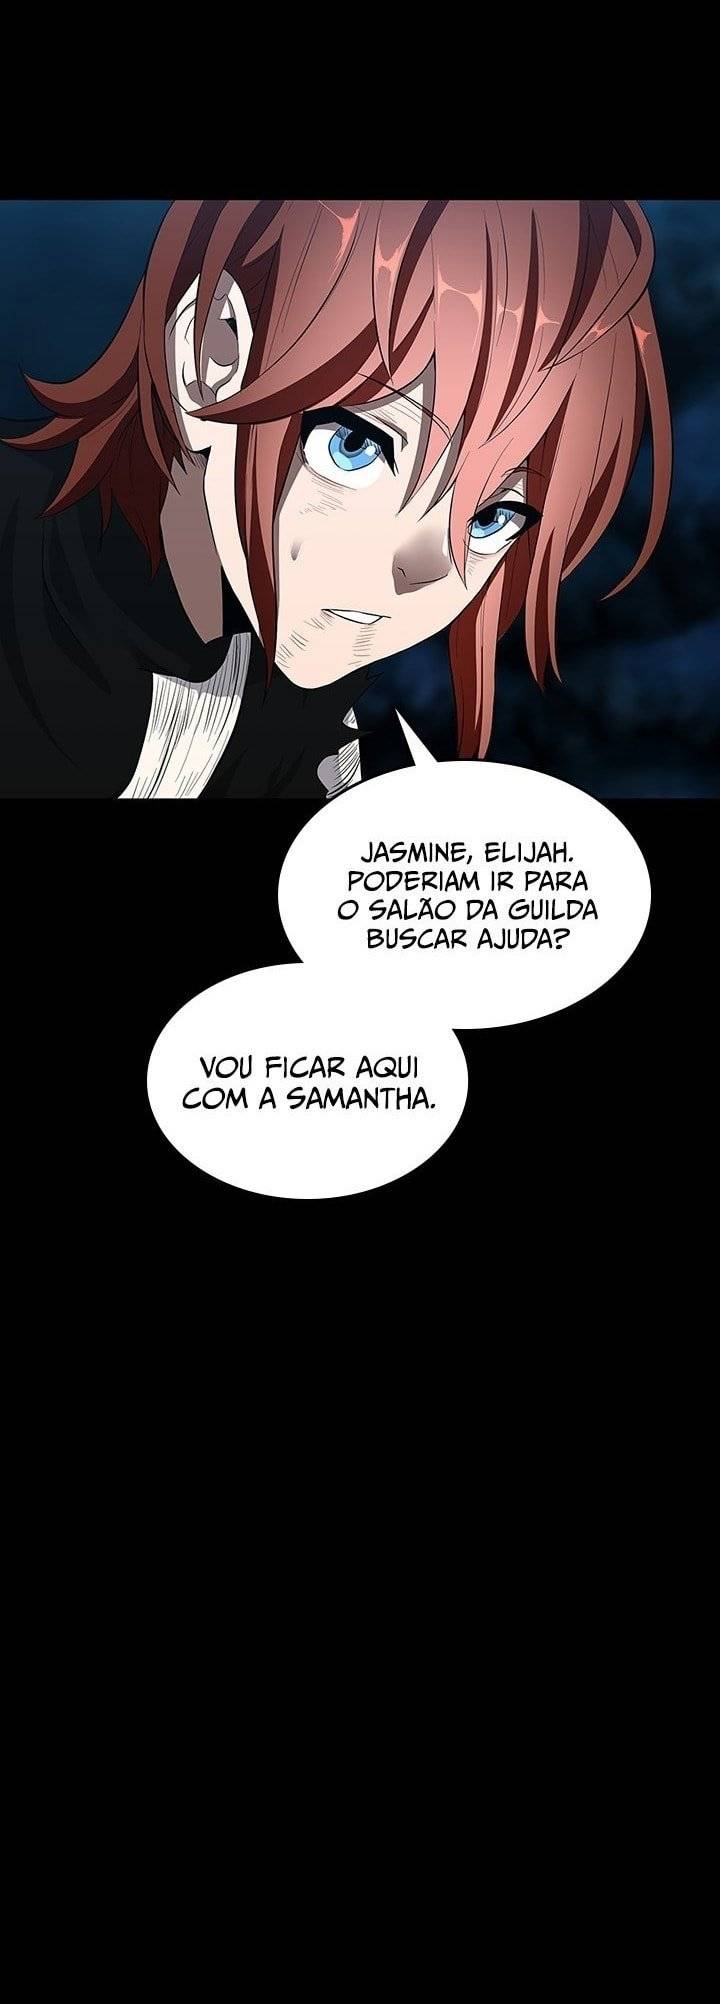 JASMINE, ELIJAH.
PODERIAM IR PARA
O SALÃO DA GUILDA
BUSCAR AJUDA?
VOU FICAR AQUI
COM A SAMANTHA.